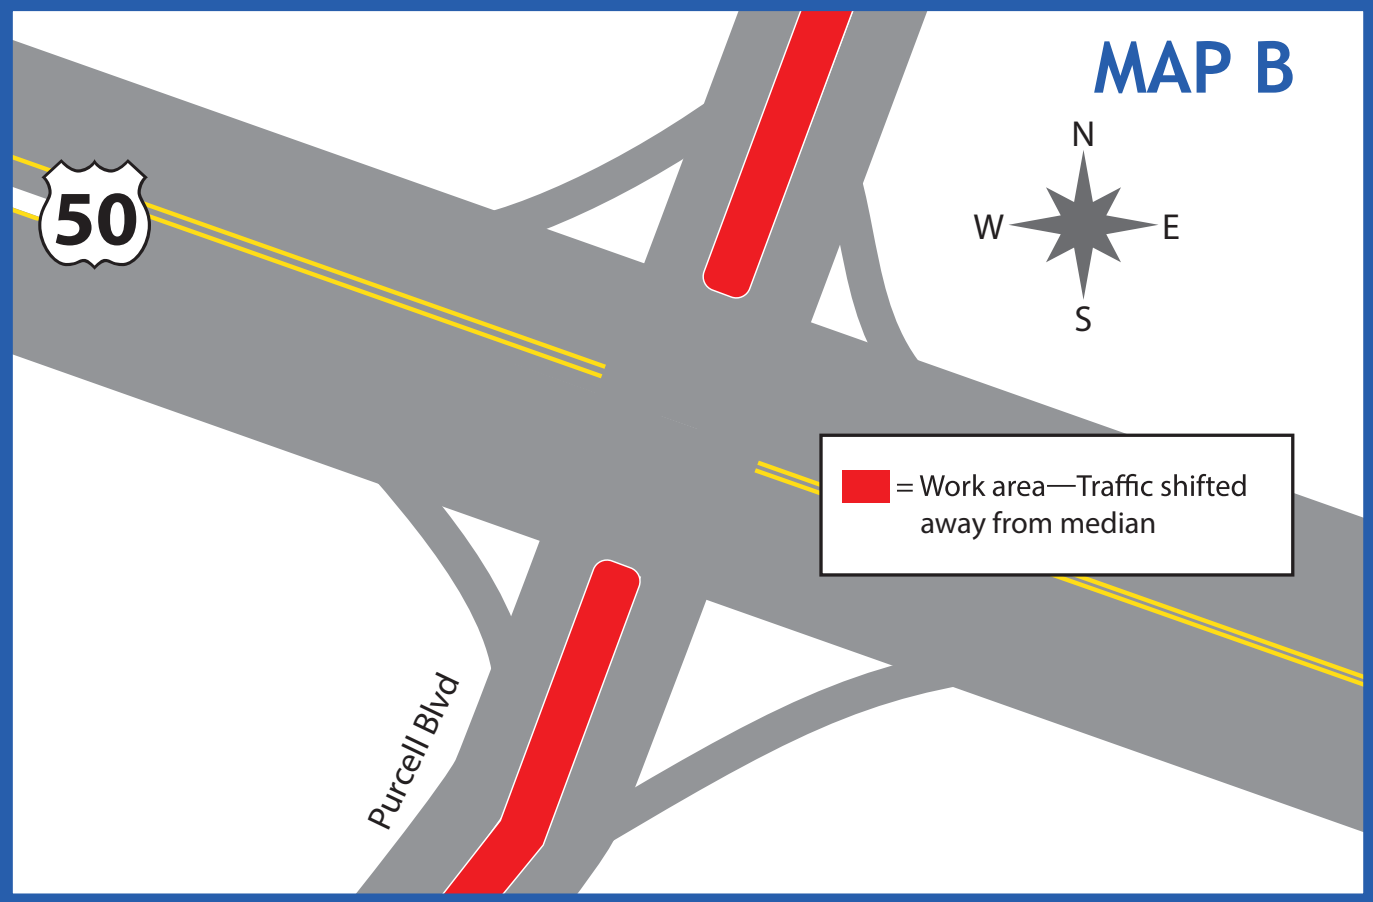 MAP B
N
W
E
S
50
= Work area—Traffic shifted
away from median
Purcell Blvd